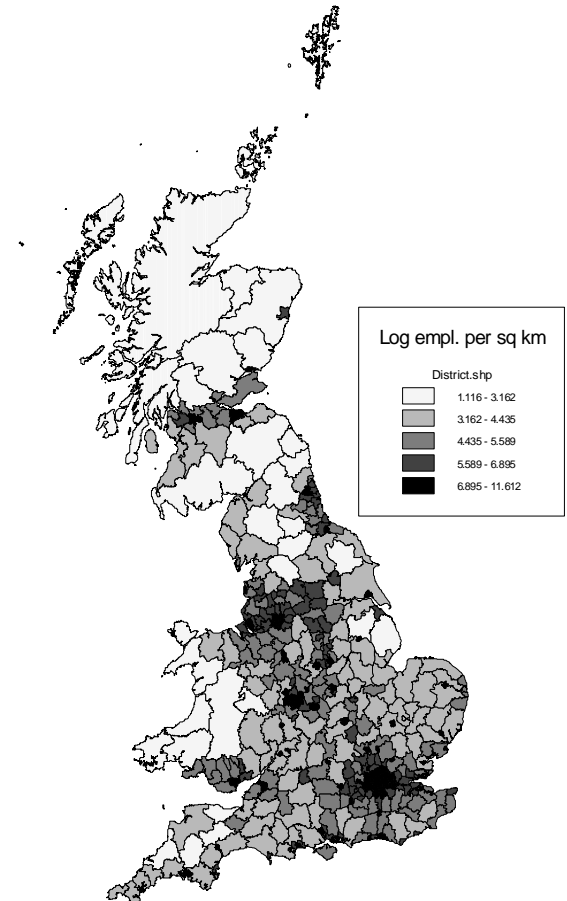 Log empl. per sq km
District.shp
1.116 - 3.162
3.162 - 4.435
4.435 - 5.589
5.589 - 6.895
6.895 - 11.612